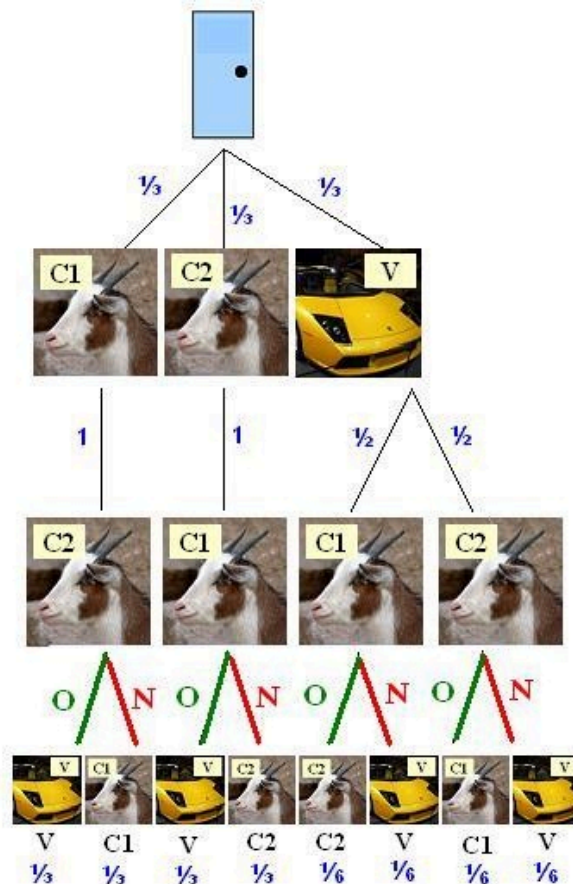 ⅓ ⅓ ⅓
C1 C2 V
1 1 ½ ½
C2 C1 C1 C2
O N O N O N O N
V C1 V C2 C2 V C1 V
V C1 V C2 C2 V C1 V
⅓ ⅓ ⅓ ⅓ ⅙ ⅙ ⅙ ⅙